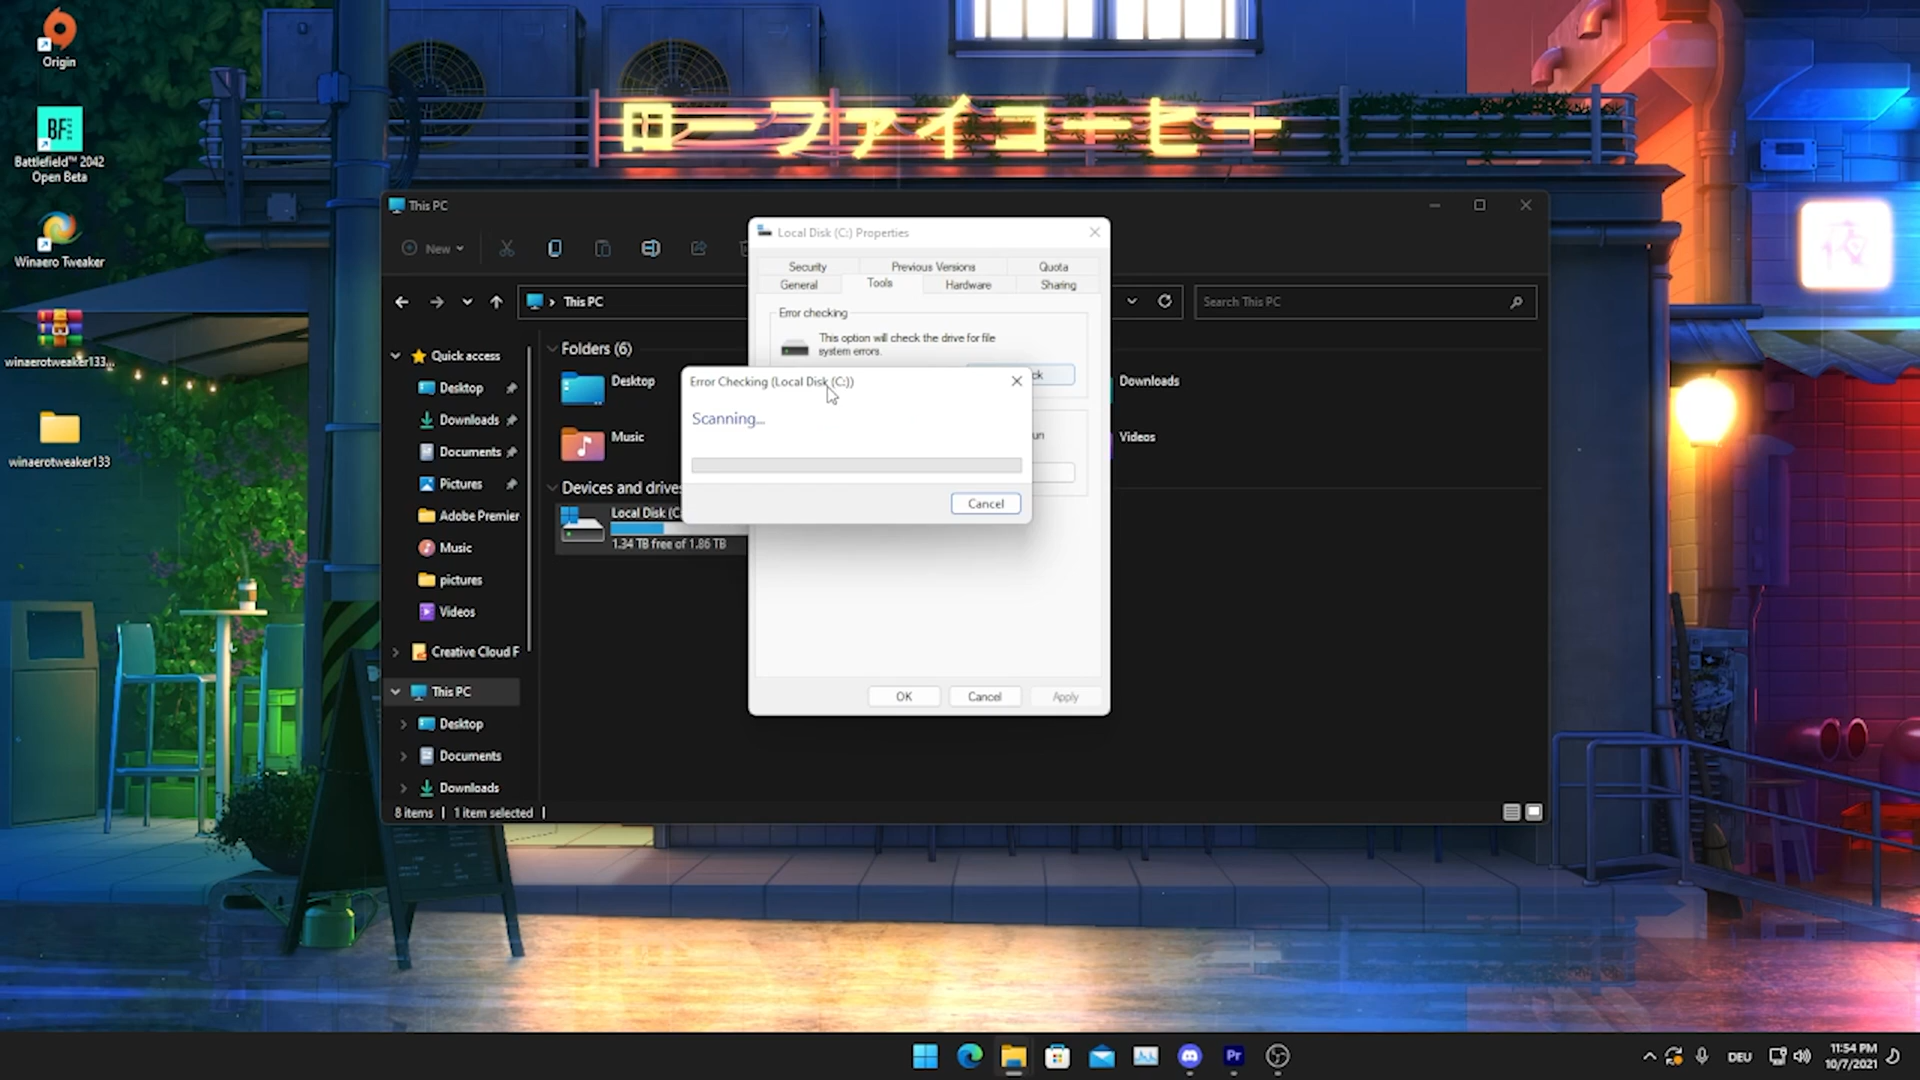 Origin
BF
Battlefield™ 2042
Open Beta
Winaero Tweaker
winaerotweaker133...
winaerotweaker133
ローファイコーヒー
夜
This PC
New
This PC
Search This PC
Quick access
Desktop
Downloads
Documents
Pictures
Adobe Premier
Music
pictures
Videos
Creative Cloud F
This PC
Desktop
Documents
Downloads
Folders (6)
Desktop
Music
Downloads
Videos
Devices and drives
Local Disk (C:
1.34 TB free of 1.86 TB
8 items
1 item selected
Local Disk (C:) Properties
Security
Previous Versions
Quota
General
Tools
Hardware
Sharing
Error checking
This option will check the drive for file
system errors.
ck
un
Error Checking (Local Disk (C:))
Scanning...
Cancel
OK
Cancel
Apply
Pr
DEU
11:54 PM
10/7/2021